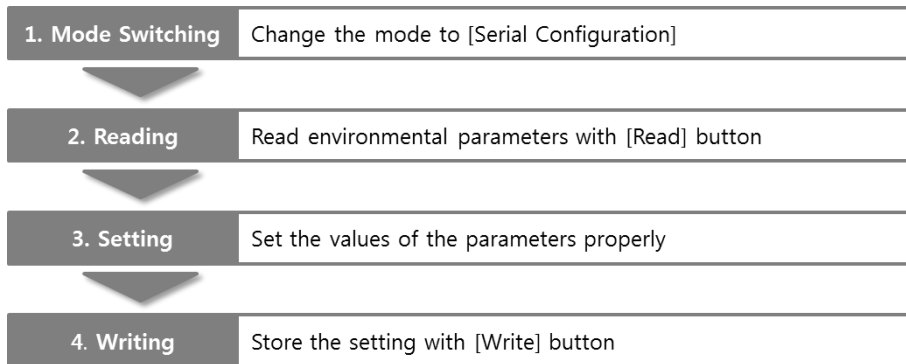 1. Mode Switching Change the mode to [Serial Configuration]
2. Reading Read environmental parameters with [Read] button
3. Setting Set the values of the parameters properly
4. Writing Store the setting with [Write] button